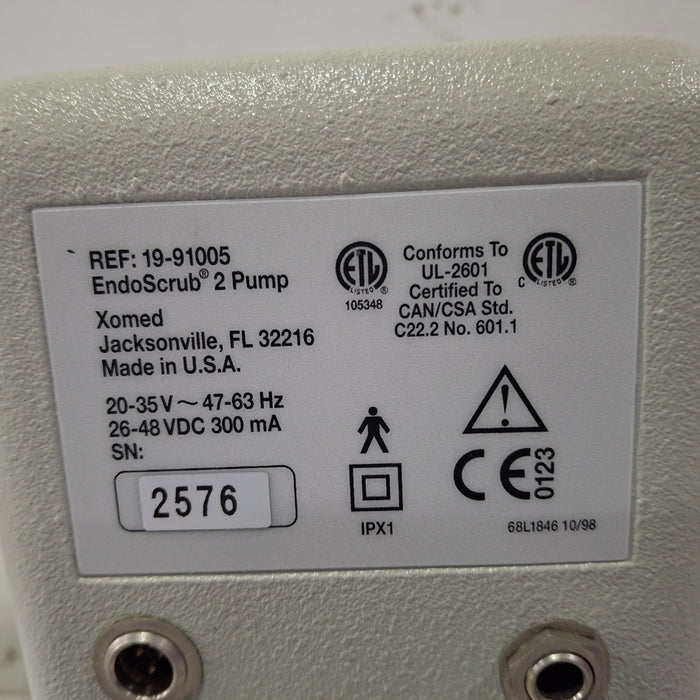 REF: 19-91005
EndoScrub® 2 Pump
Xomed
Jacksonville, FL 32216
Made in U.S.A.
20-35 V ~ 47-63 Hz
26-48 VDC 300 mA
SN:
2576
ETL
LISTED ®
105348
Conforms To
UL-2601
Certified To
CAN/CSA Std.
C22.2 No. 601.1
C ETL
LISTED ®
!
CE 0123
IPX1
68L1846 10/98